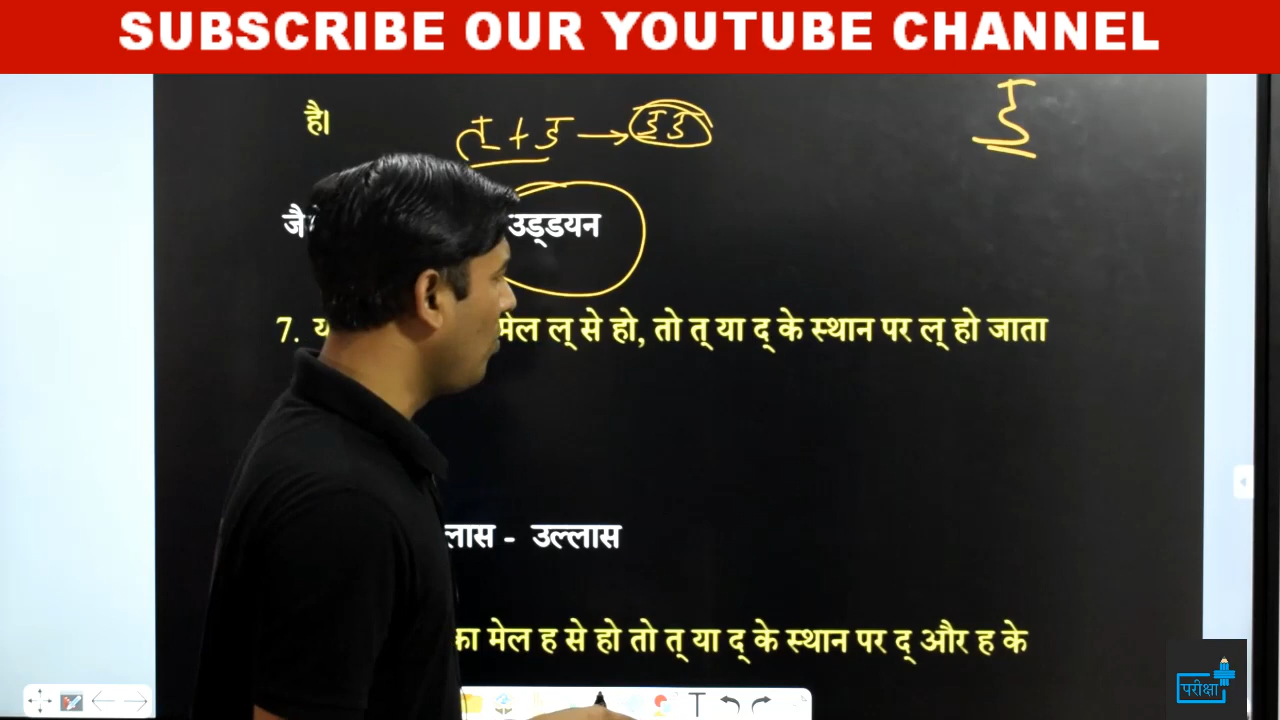 SUBSCRIBE OUR YOUTUBE CHANNEL
है।
त् + ड → ड्ड
ड
उड्डयन
7.
मेल ल् से हो, तो त् या द् के स्थान पर ल् हो जाता
लास - उल्लास
का मेल ह से हो तो त् या द् के स्थान पर द् और ह के
T
परीक्षा